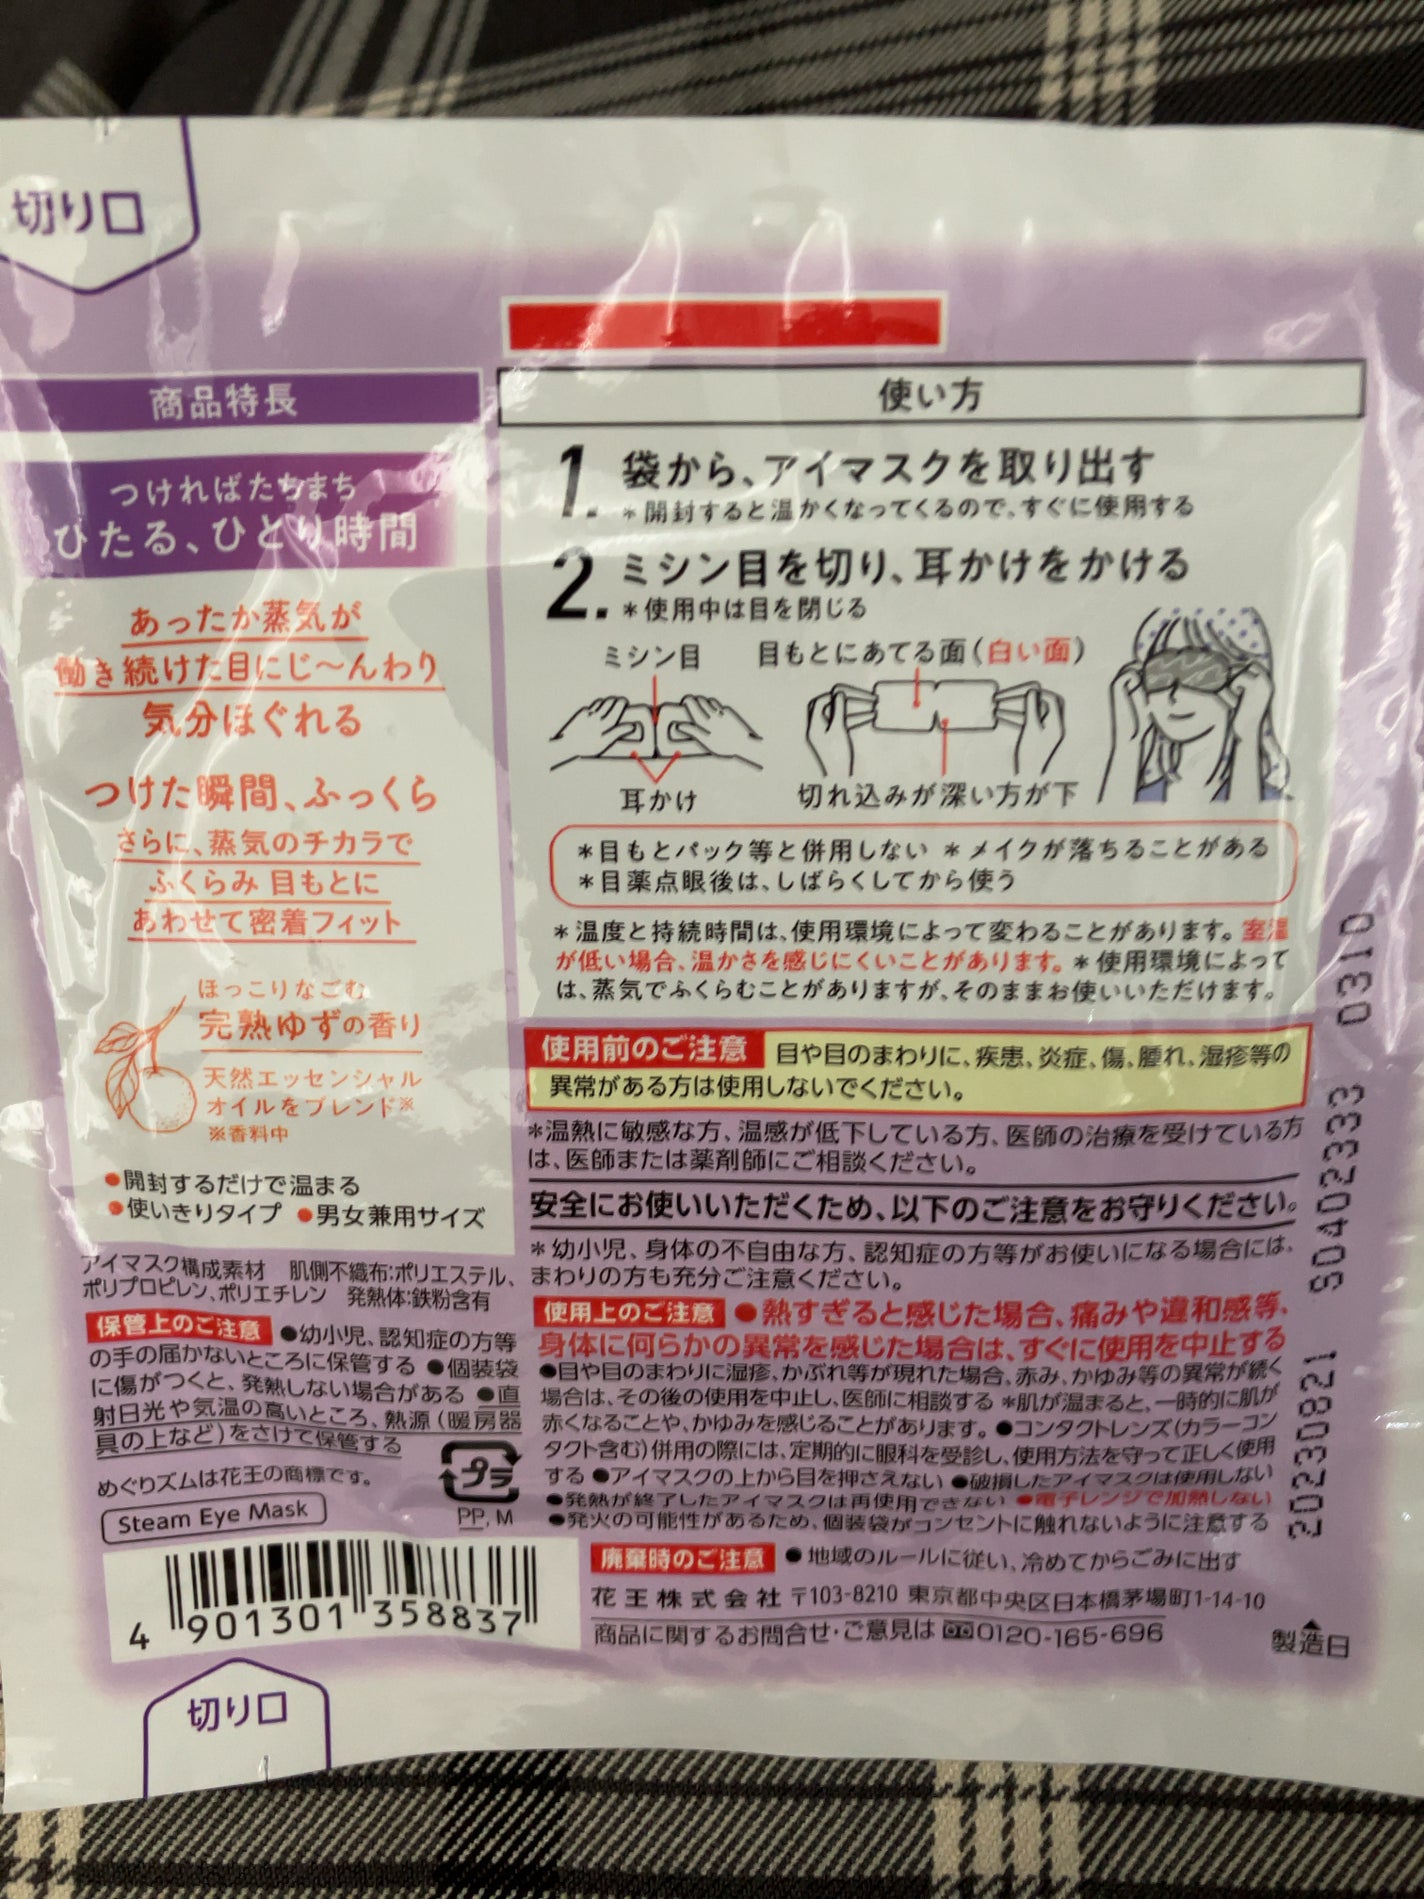 切り口
商品特長
つければたちまち
ひたる、ひとり時間
あったか蒸気が
働き続けた目にじ〜んわり
気分ほぐれる
つけた瞬間、ふっくら
さらに、蒸気のチカラで
ふくらみ 目もとに
あわせて密着フィット
ほっこりなごむ
完熟ゆずの香り
天然エッセンシャル
オイルをブレンド※
※香料中
●開封するだけで温まる
●使いきりタイプ ●男女兼用サイズ
アイマスク構成素材 肌側不織布:ポリエステル、
ポリプロピレン、ポリエチレン 発熱体:鉄粉含有
保管上のご注意 ●幼小児、認知症の方等
の手の届かないところに保管する ●個装袋
に傷がつくと、発熱しない場合がある ●直
射日光や気温の高いところ、熱源(暖房器
具の上など)をさけて保管する
めぐりズムは花王の商標です。
Steam Eye Mask
プラ
PP, M
4 901301 358837
切り口
使い方
1. 袋から、アイマスクを取り出す
*開封すると温かくなってくるので、すぐに使用する
2. ミシン目を切り、耳かけをかける
*使用中は目を閉じる
ミシン目 目もとにあてる面(白い面)
耳かけ 切れ込みが深い方が下
*目もとパック等と併用しない *メイクが落ちることがある
*目薬点眼後は、しばらくしてから使う
*温度と持続時間は、使用環境によって変わることがあります。室温
が低い場合、温かさを感じにくいことがあります。*使用環境によって
は、蒸気でふくらむことがありますが、そのままお使いいただけます。
使用前のご注意 目や目のまわりに、疾患、炎症、傷、腫れ、湿疹等の
異常がある方は使用しないでください。
*温熱に敏感な方、温感が低下している方、医師の治療を受けている方
は、医師または薬剤師にご相談ください。
安全にお使いいただくため、以下のご注意をお守りください。
*幼小児、身体の不自由な方、認知症の方等がお使いになる場合には、
まわりの方も充分ご注意ください。
使用上のご注意 ●熱すぎると感じた場合、痛みや違和感等、
身体に何らかの異常を感じた場合は、すぐに使用を中止する
●目や目のまわりに湿疹、かぶれ等が現れた場合、赤み、かゆみ等の異常が続く
場合は、その後の使用を中止し、医師に相談する *肌が温まると、一時的に肌が
赤くなることや、かゆみを感じることがあります。●コンタクトレンズ(カラーコン
タクト含む)併用の際には、定期的に眼科を受診し、使用方法を守って正しく使用
する ●アイマスクの上から目を押さえない ●破損したアイマスクは使用しない
●発熱が終了したアイマスクは再使用できない ●電子レンジで加熱しない
●発火の可能性があるため、個装袋がコンセントに触れないように注意する
廃棄時のご注意 ●地域のルールに従い、冷めてからごみに出す
花王株式会社 〒103-8210 東京都中央区日本橋茅場町1-14-10
商品に関するお問合せ・ご意見は 0120-165-696
20230821 S0402333 0310
▲
製造日